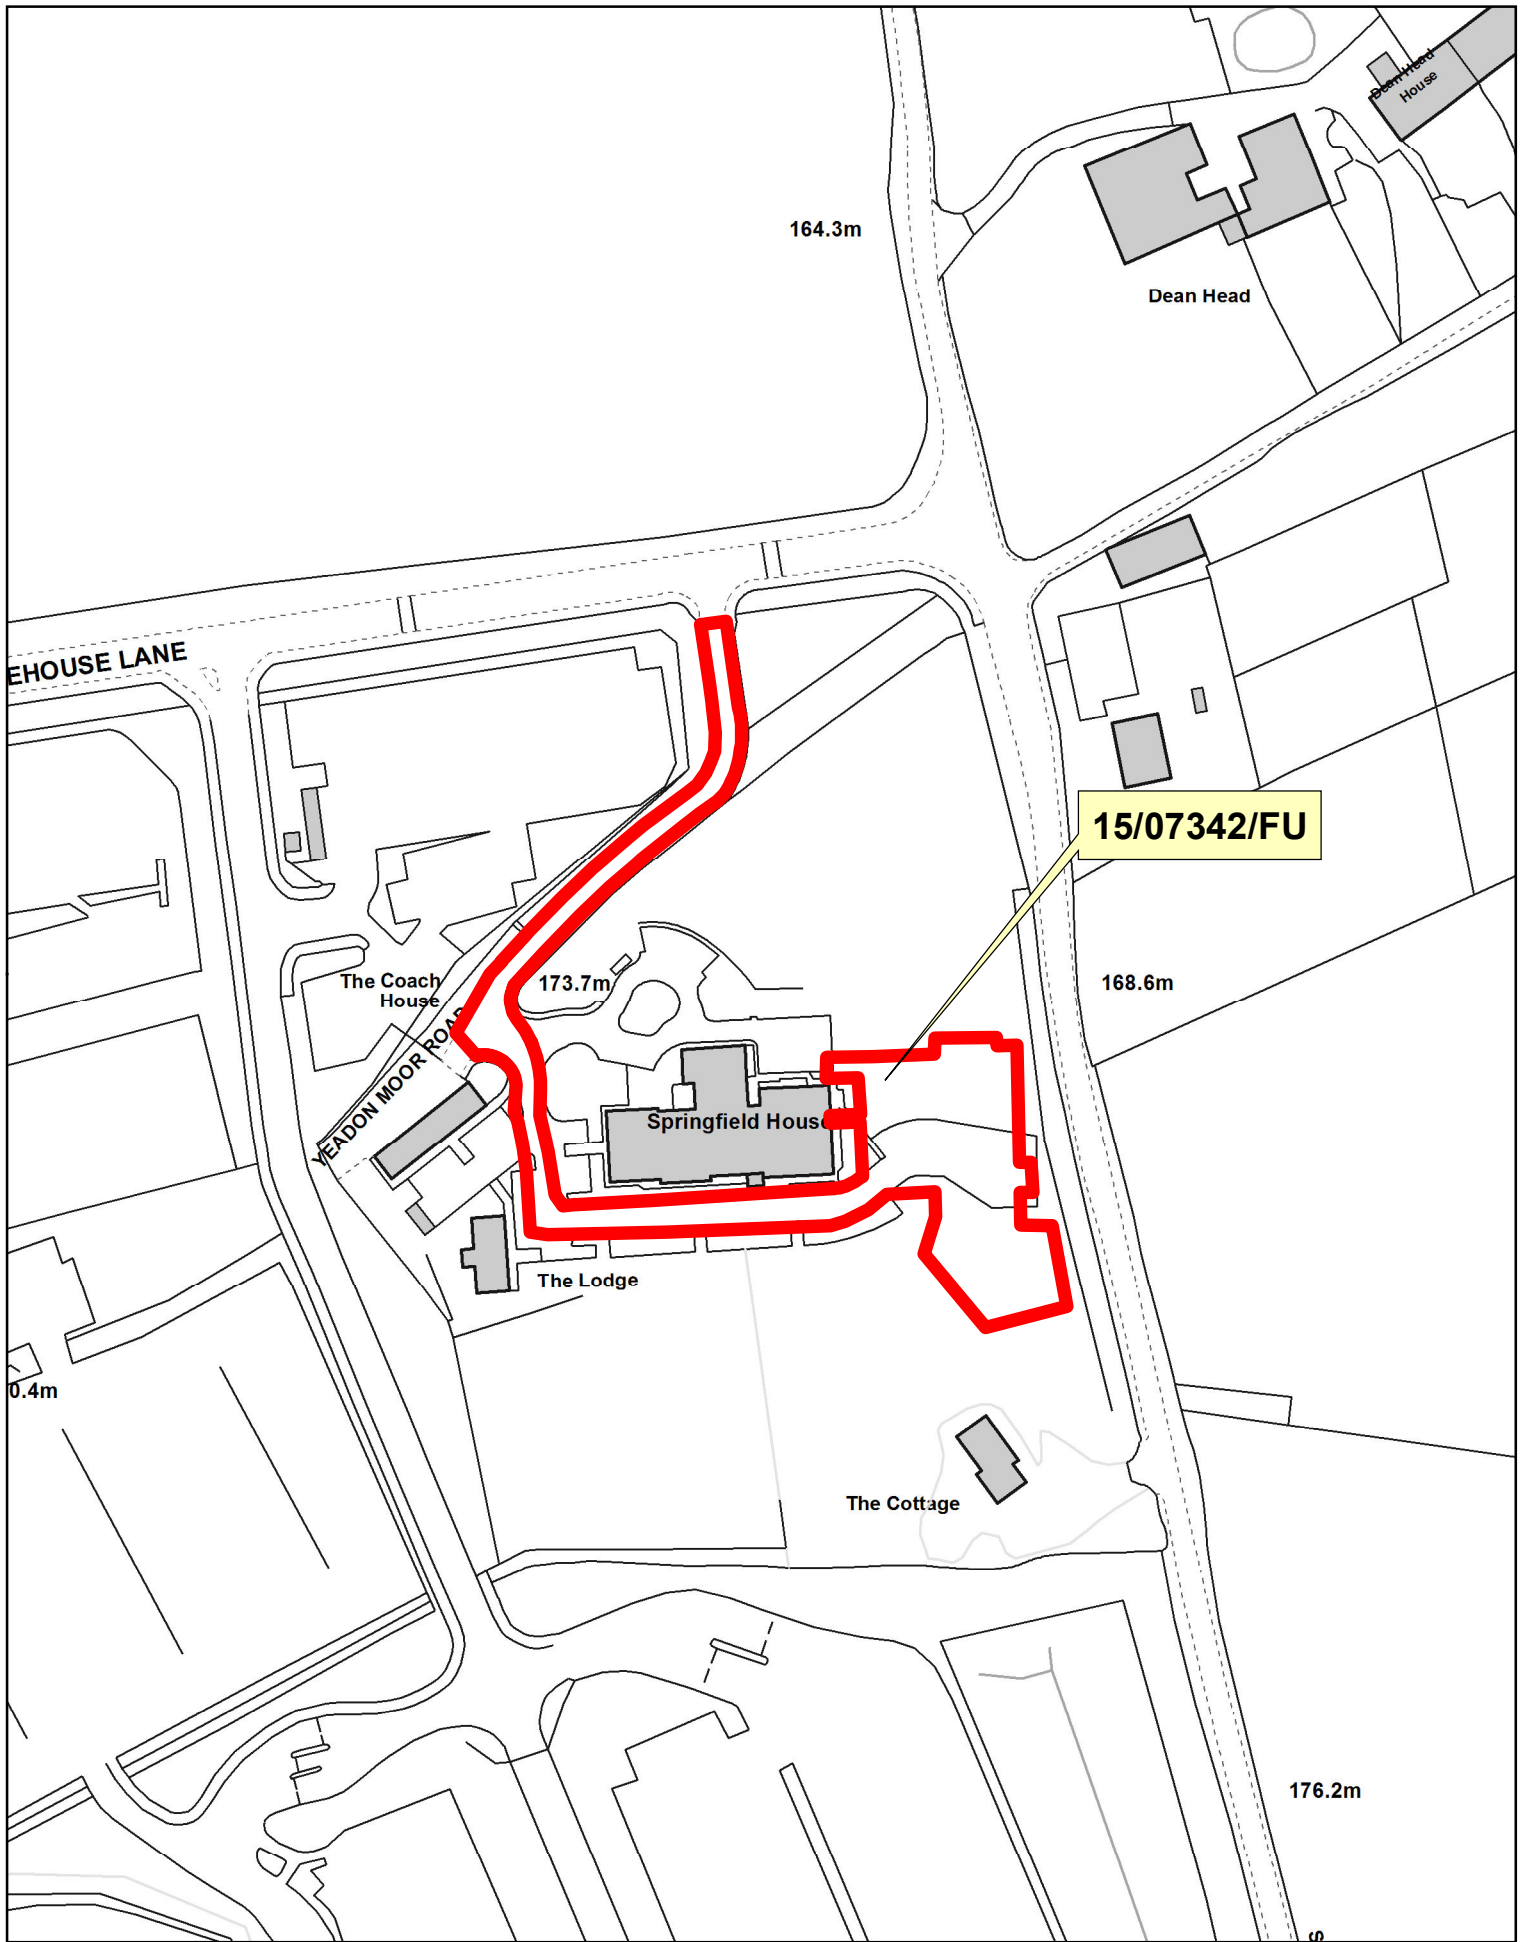 Dean Head
House
164.3m
Dean Head
EHOUSE LANE
15/07342/FU
The Coach
House
173.7m
168.6m
YEADON MOOR ROAD
Springfield House
The Lodge
0.4m
The Cottage
176.2m
S